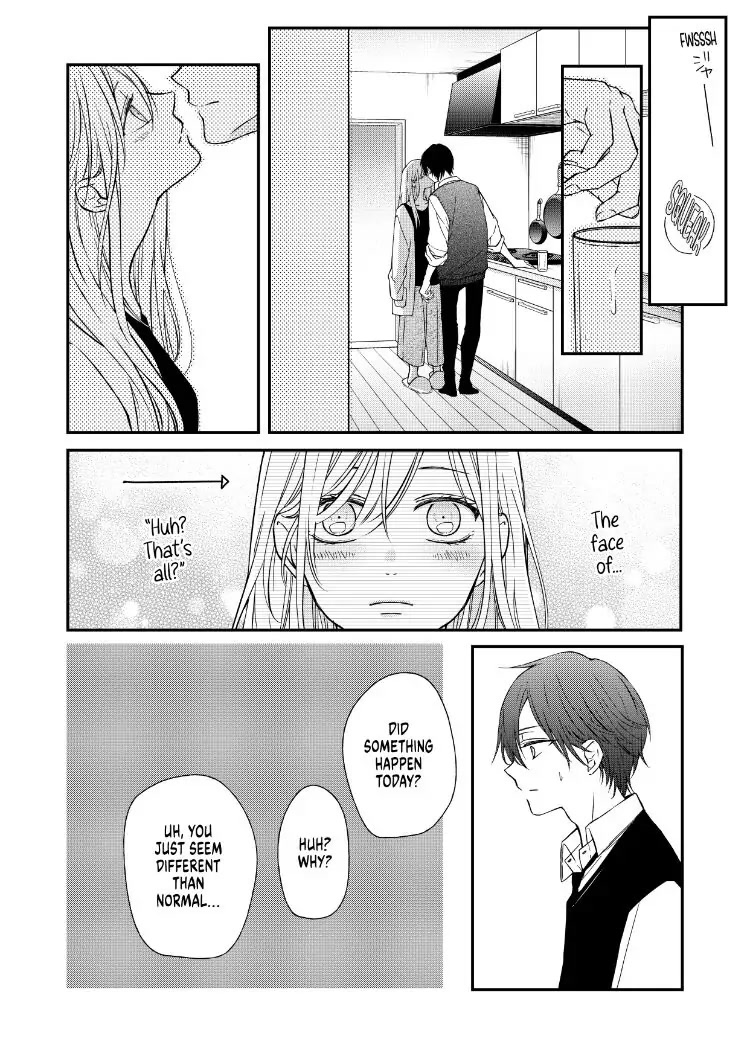 FWSSSH
ジャー
SQUEAK
The
face
of...
"Huh?
That's
all?"
DID
SOMETHING
HAPPEN
TODAY?
HUH?
WHY?
UH, YOU
JUST SEEM
DIFFERENT
THAN
NORMAL...